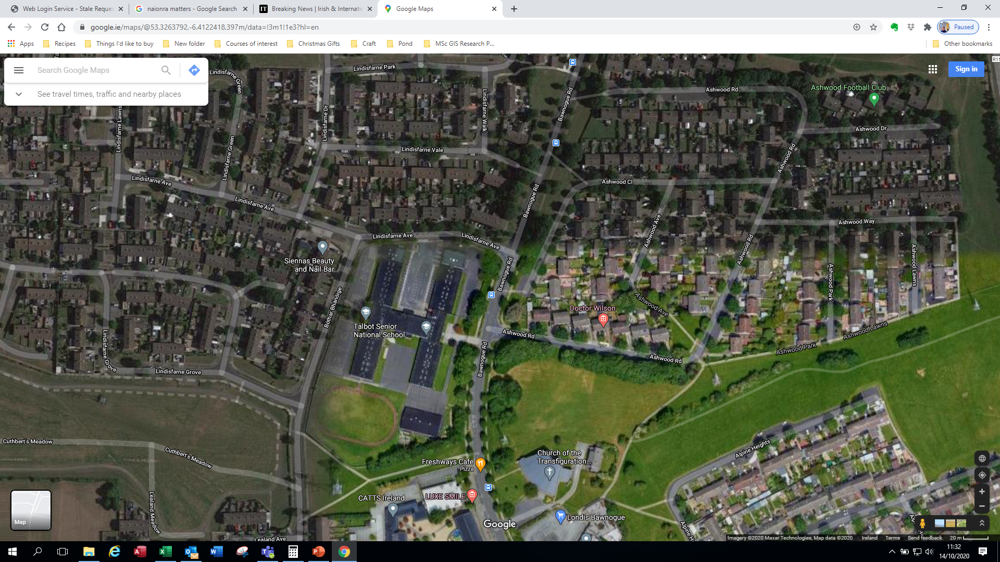 Web Login Service - Stale Reques
naionra matters - Google Search
Breaking News | Irish & Internatio
Google Maps
google.ie/maps/@53.3263792,-6.4122418,397m/data=!3m1!1e3?hl=en
Paused
Apps
Recipes
Things I'd like to buy
New folder
Courses of interest
Christmas Gifts
Craft
Pond
MSc GIS Research P...
Other bookmarks
Search Google Maps
See travel times, traffic and nearby places
Sign in
R11
Lindisfarne Park
Lindisfarne Green
Lindisfarne Lawns
Lindisfarne Dr
Lindisfarne Walk
Bawnogue Rd
Ashwood Rd
Ashwood Football Club
Ashwood Dr
Lindisfarne Green
Lindisfarne Vale
Ashwood Rd
Lindisfarne Ave
Ashwood Cl
Lindisfarne Ave
Bawnogue Rd
Ashwood Way
Ashwood Ave
Lindisfarne Ave
Lindisfarne Ave
Ashwood Rd
Ashwood Lawns
Siennas Beauty
and Nail Bar
Bawnogue Rd
Ashwood Park
Bóthar Bhánóige
Ashwood Ave
Doctor Wilson
Talbot Senior
National School
Ashwood Rd
Ashwood Lawns
Ashwood Park
Lindisfarne Grove
Bawnogue Rd
Ashwood Rd
Lindisfarne Grove
Cuthbert's Meadow
Cuthbert's Meadow
Alpine Heights
Church of the
Transfiguration...
Freshways Cafe
Pizza
LUXE SMILE
CATTS Ireland
Londis Bawnogue
Lealand Meadow
Lealand Ave
Alpine H
Map
Google
Imagery ©2020 Maxar Technologies, Map data ©2020
Ireland
Terms
Send feedback
20 m
11:32
14/10/2020